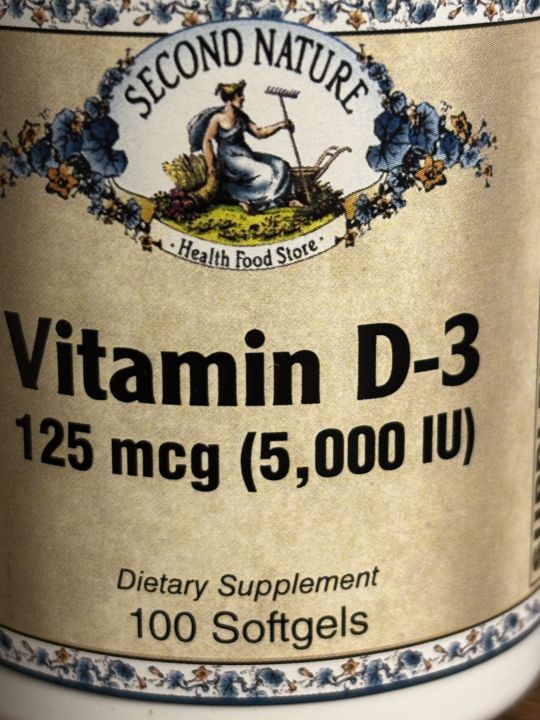 SECOND NATURE
· Health Food Store ·
Vitamin D-3
125 mcg (5,000 IU)
Dietary Supplement
100 Softgels